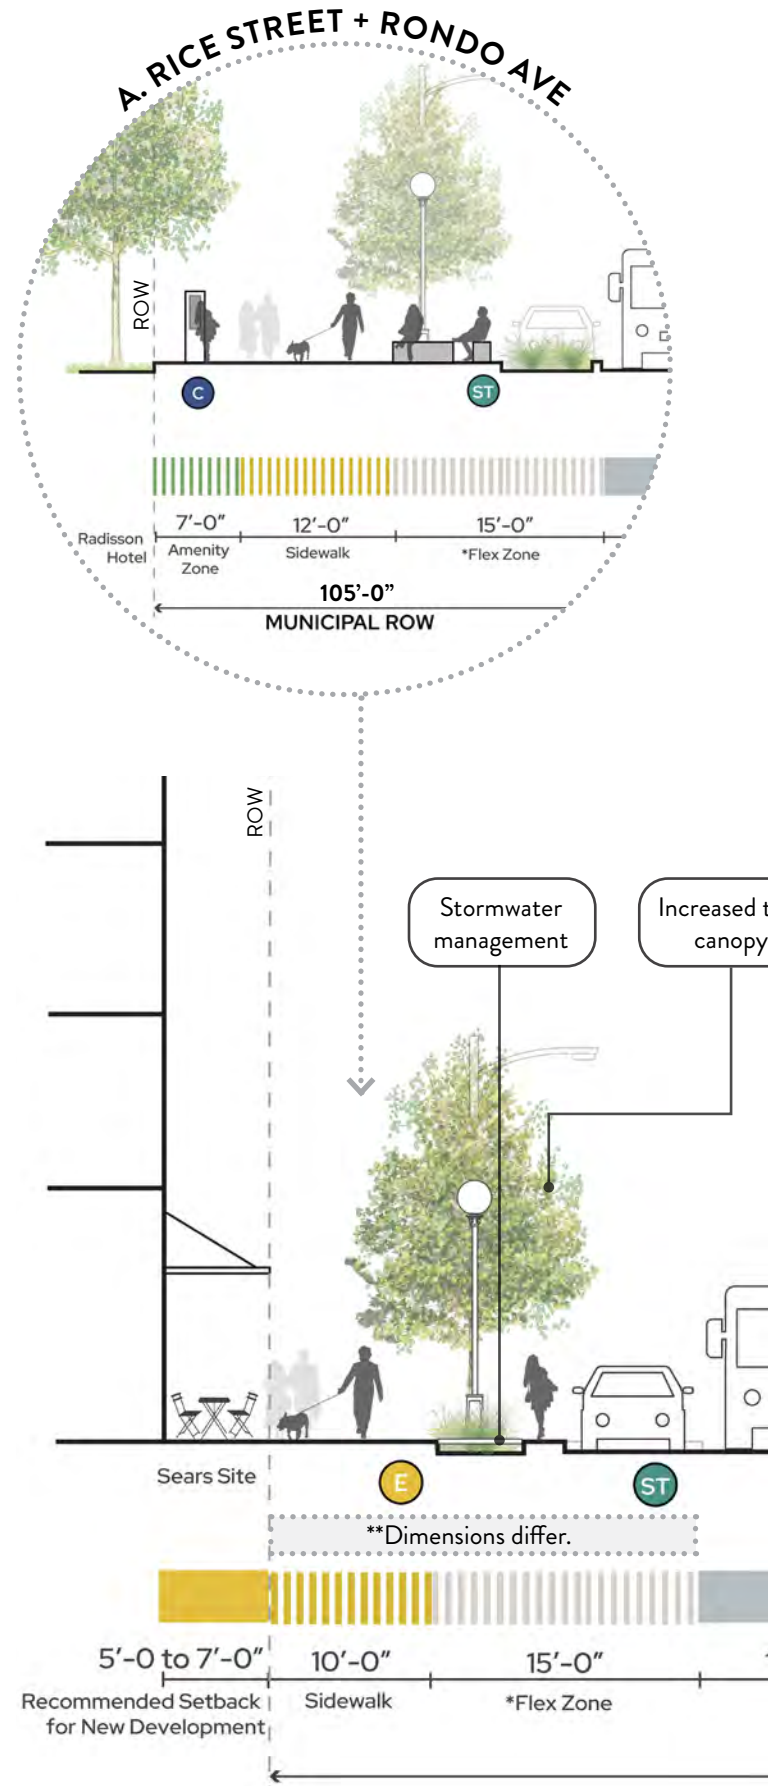 A. RICE STREET + RONDO AVE
ROW
C
ST
7'-0"
12'-0"
15'-0"
Radisson
Hotel
Amenity
Zone
Sidewalk
*Flex Zone
105'-0"
MUNICIPAL ROW
ROW
Stormwater
management
Increased
canopy
Sears Site
E
ST
**Dimensions differ.
5'-0 to 7'-0"
10'-0"
15'-0"
Recommended Setback
for New Development
Sidewalk
*Flex Zone